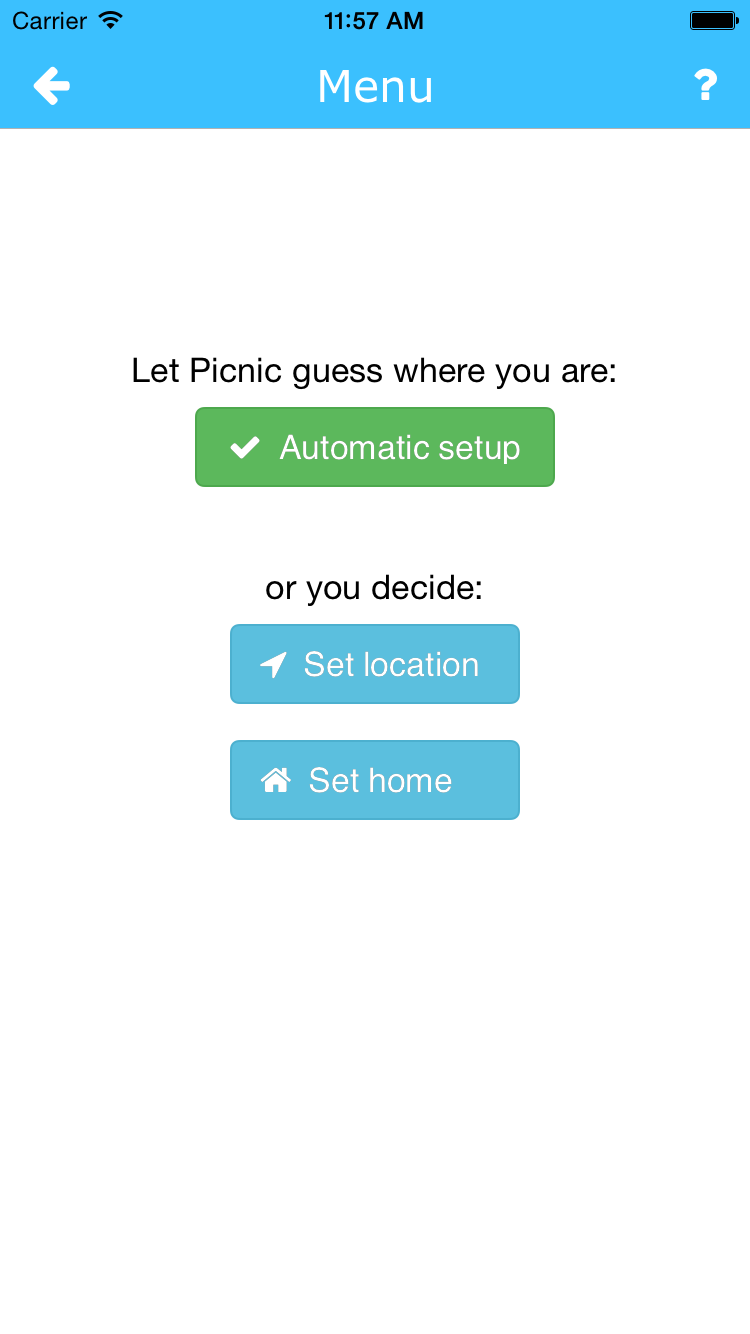 Carrier 11:57 AM
Menu ?
Let Picnic guess where you are:
Automatic setup
or you decide:
Set location
Set home